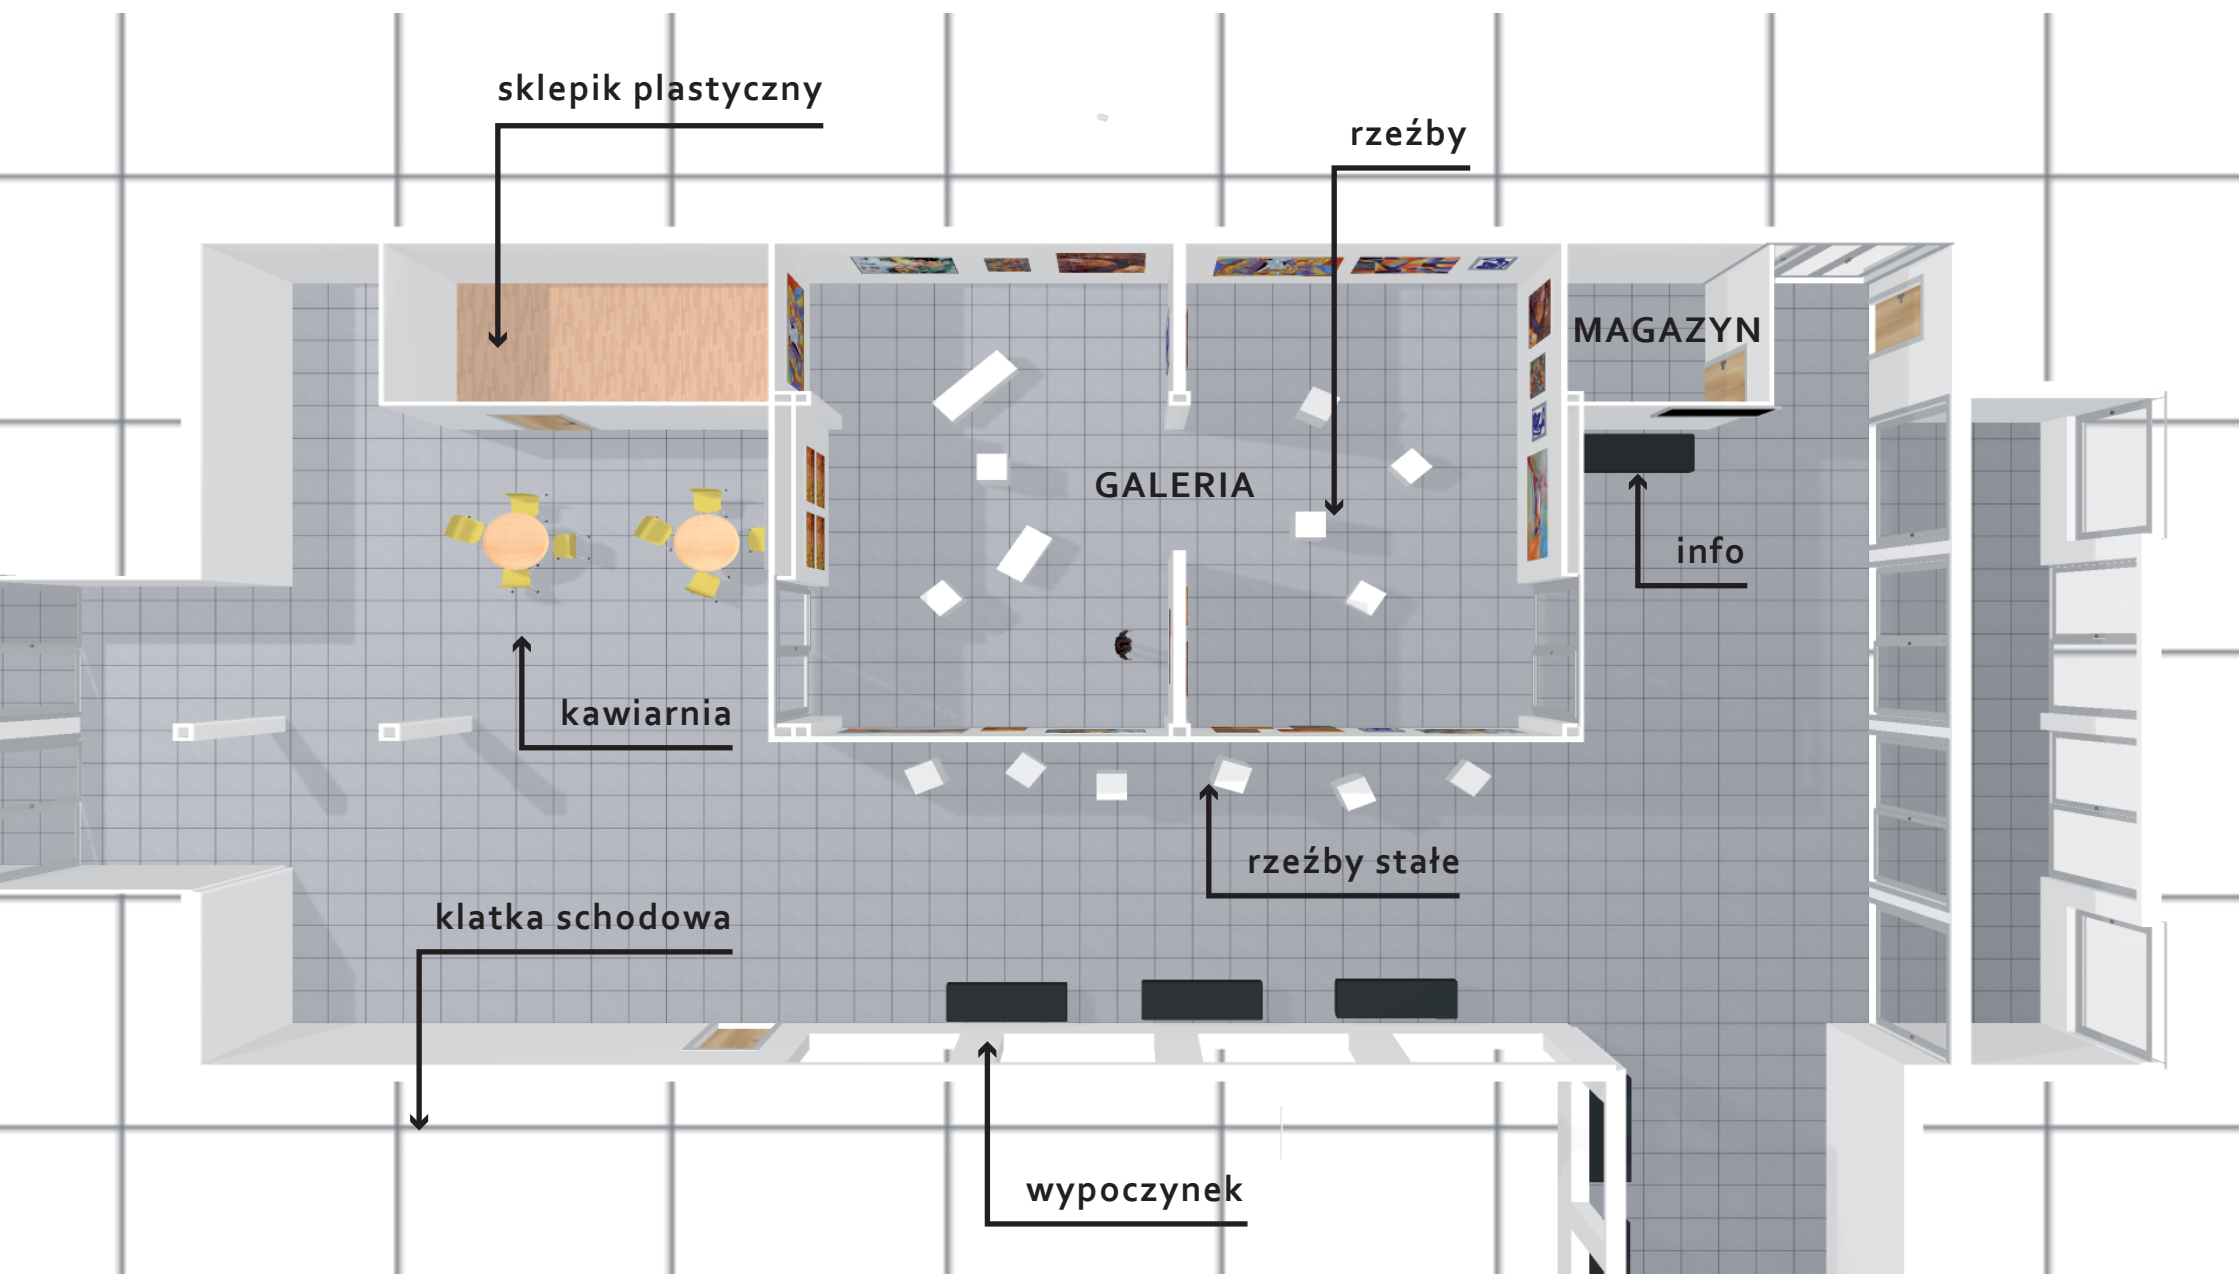 sklepik plastyczny
rzeźby
MAGAZYN
GALERIA
info
kawiarnia
rzeźby stałe
klatka schodowa
wypoczynek